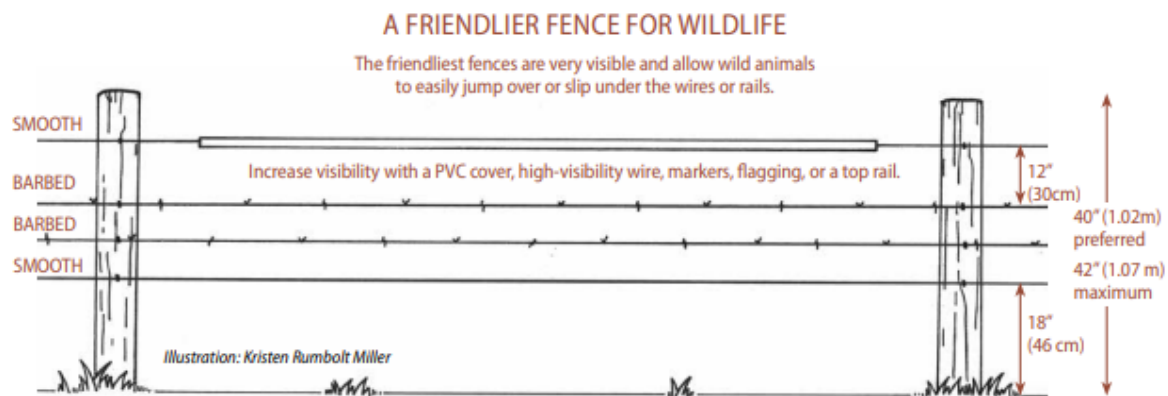 A FRIENDLIER FENCE FOR WILDLIFE
The friendliest fences are very visible and allow wild animals
to easily jump over or slip under the wires or rails.
SMOOTH
Increase visibility with a PVC cover, high-visibility wire, markers, flagging, or a top rail.
12"
(30cm)
BARBED
BARBED
40" (1.02m)
preferred
SMOOTH
42" (1.07 m)
maximum
18"
(46 cm)
Illustration: Kristen Rumbolt Miller